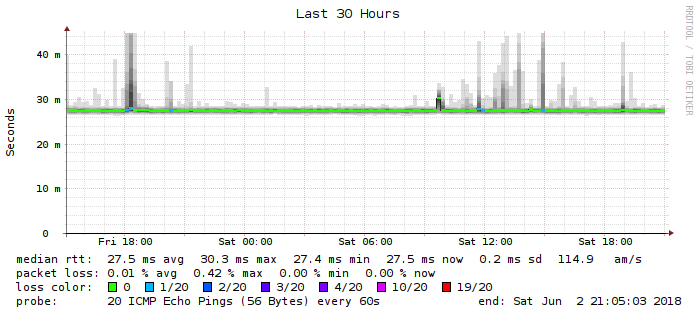 Last 30 Hours
RRDTOOL / TOBI OETIKER
Seconds
40 m
30 m
20 m
10 m
0
Fri 18:00 Sat 00:00 Sat 06:00 Sat 12:00 Sat 18:00
median rtt: 27.5 ms avg 30.3 ms max 27.4 ms min 27.5 ms now 0.2 ms sd 114.9 am/s
packet loss: 0.01 % avg 0.42 % max 0.00 % min 0.00 % now
loss color: 0 1/20 2/20 3/20 4/20 10/20 19/20
probe: 20 ICMP Echo Pings (56 Bytes) every 60s end: Sat Jun 2 21:05:03 2018